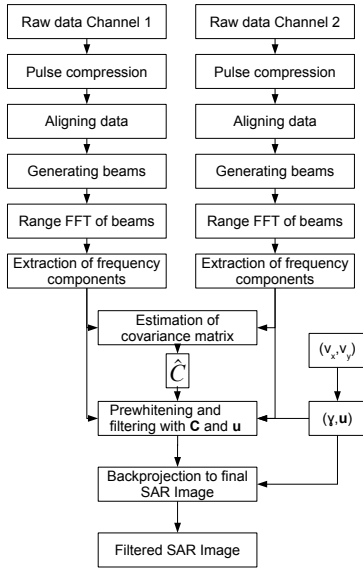 Raw data Channel 1
Raw data Channel 2
Pulse compression
Pulse compression
Aligning data
Aligning data
Generating beams
Generating beams
Range FFT of beams
Range FFT of beams
Extraction of frequency
components
Extraction of frequency
components
Estimation of
covariance matrix
(vx,vy)
Ĉ
Prewhitening and
filtering with C and u
(ɣ,u)
Backprojection to final
SAR Image
Filtered SAR Image